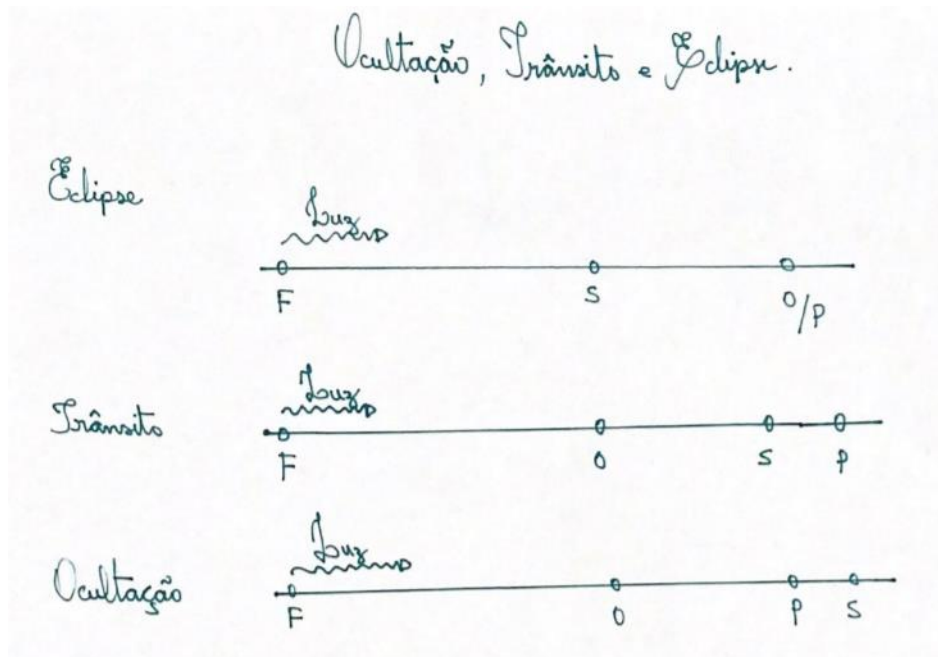 Ocultação, Trânsito e Eclipse.
Eclipse
Luz
F S O/P
Trânsito
Luz
F O S P
Ocultação
Luz
F O P S